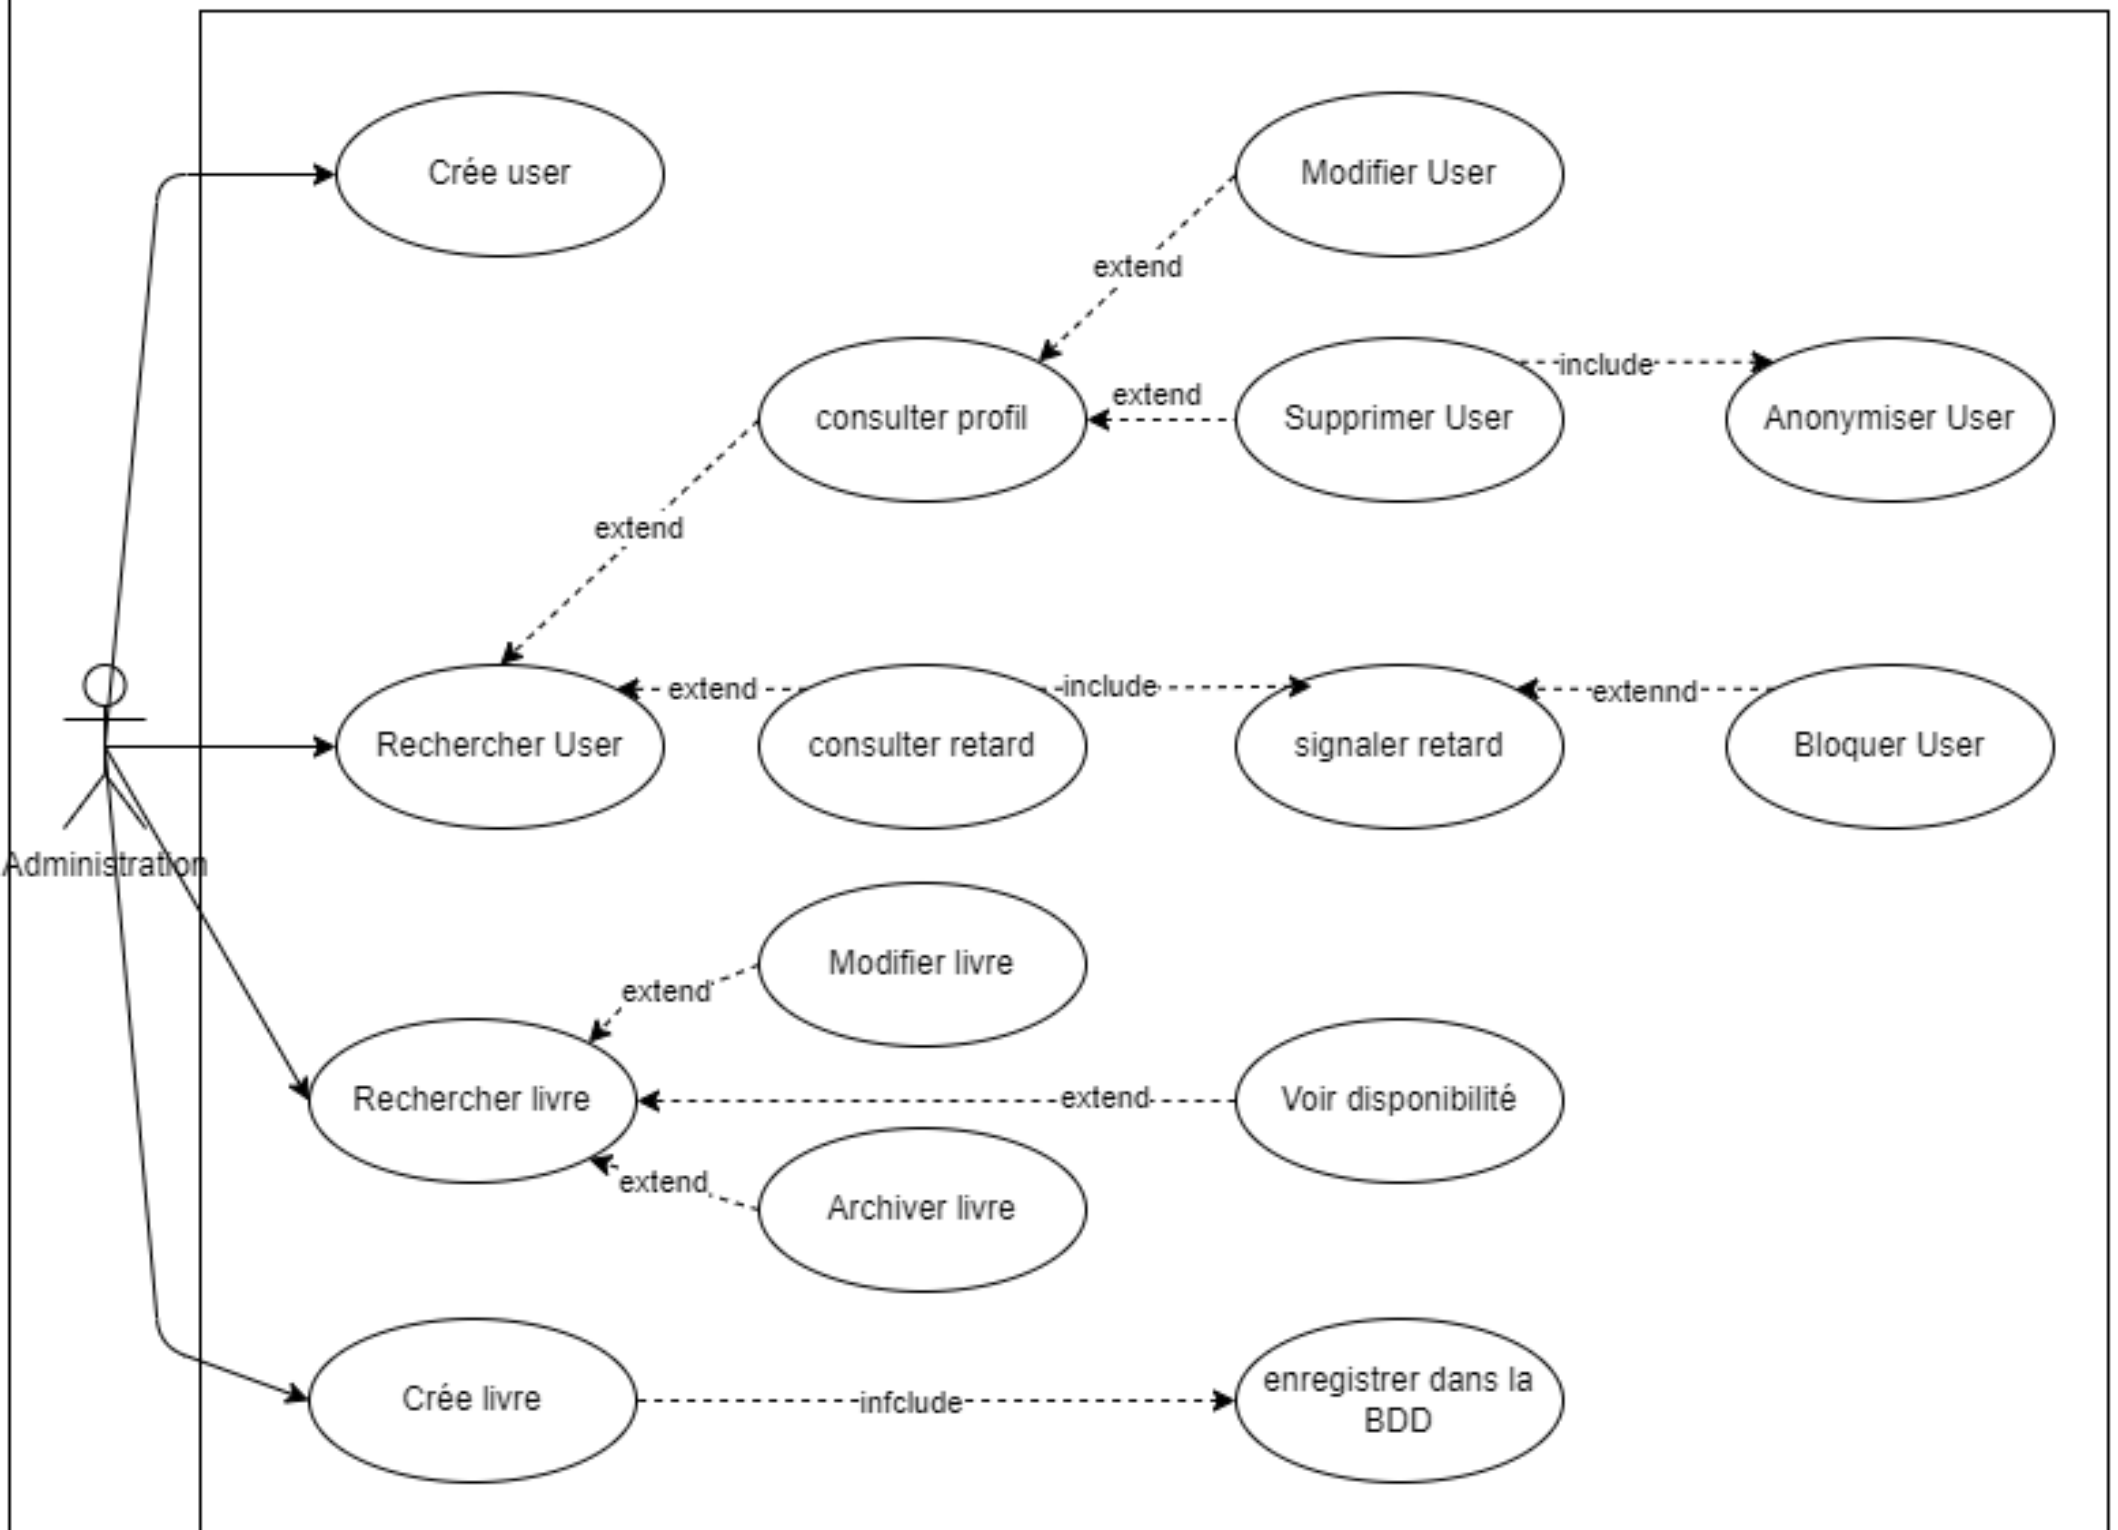 Crée user
Modifier User
extend
extend
include
consulter profil
Supprimer User
Anonymiser User
extend
extend
include
extennd
Rechercher User
consulter retard
signaler retard
Bloquer User
Administration
Modifier livre
extend
Rechercher livre
extend
Voir disponibilité
extend
Archiver livre
Crée livre
infclude
enregistrer dans la
BDD